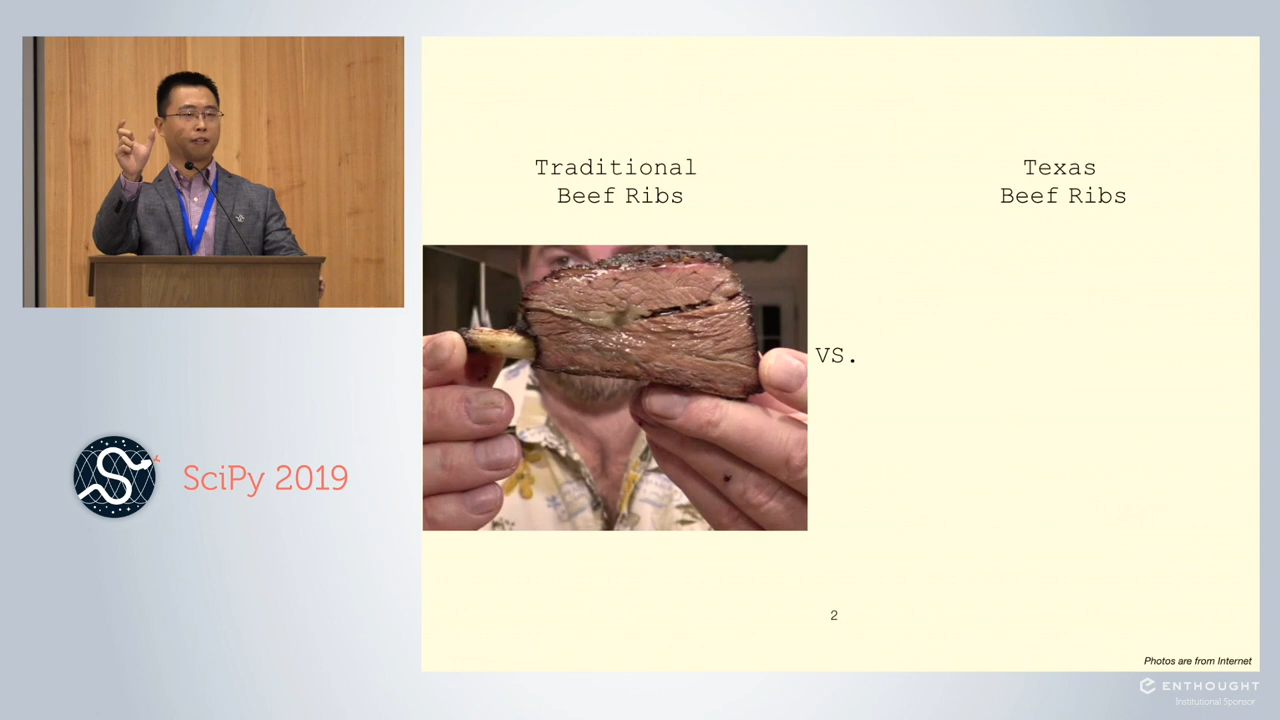 Traditional
Beef Ribs
Texas
Beef Ribs
vs.
SciPy 2019
2
Photos are from Internet
ENTHOUGHT
Institutional Sponsor